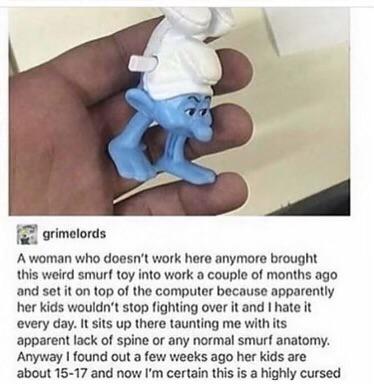 grimelords
A woman who doesn't work here anymore brought
this weird smurf toy into work a couple of months ago
and set it on top of the computer because apparently
her kids wouldn't stop fighting over it and I hate it
every day. It sits up there taunting me with its
apparent lack of spine or any normal smurf anatomy.
Anyway I found out a few weeks ago her kids are
about 15-17 and now I'm certain this is a highly cursed